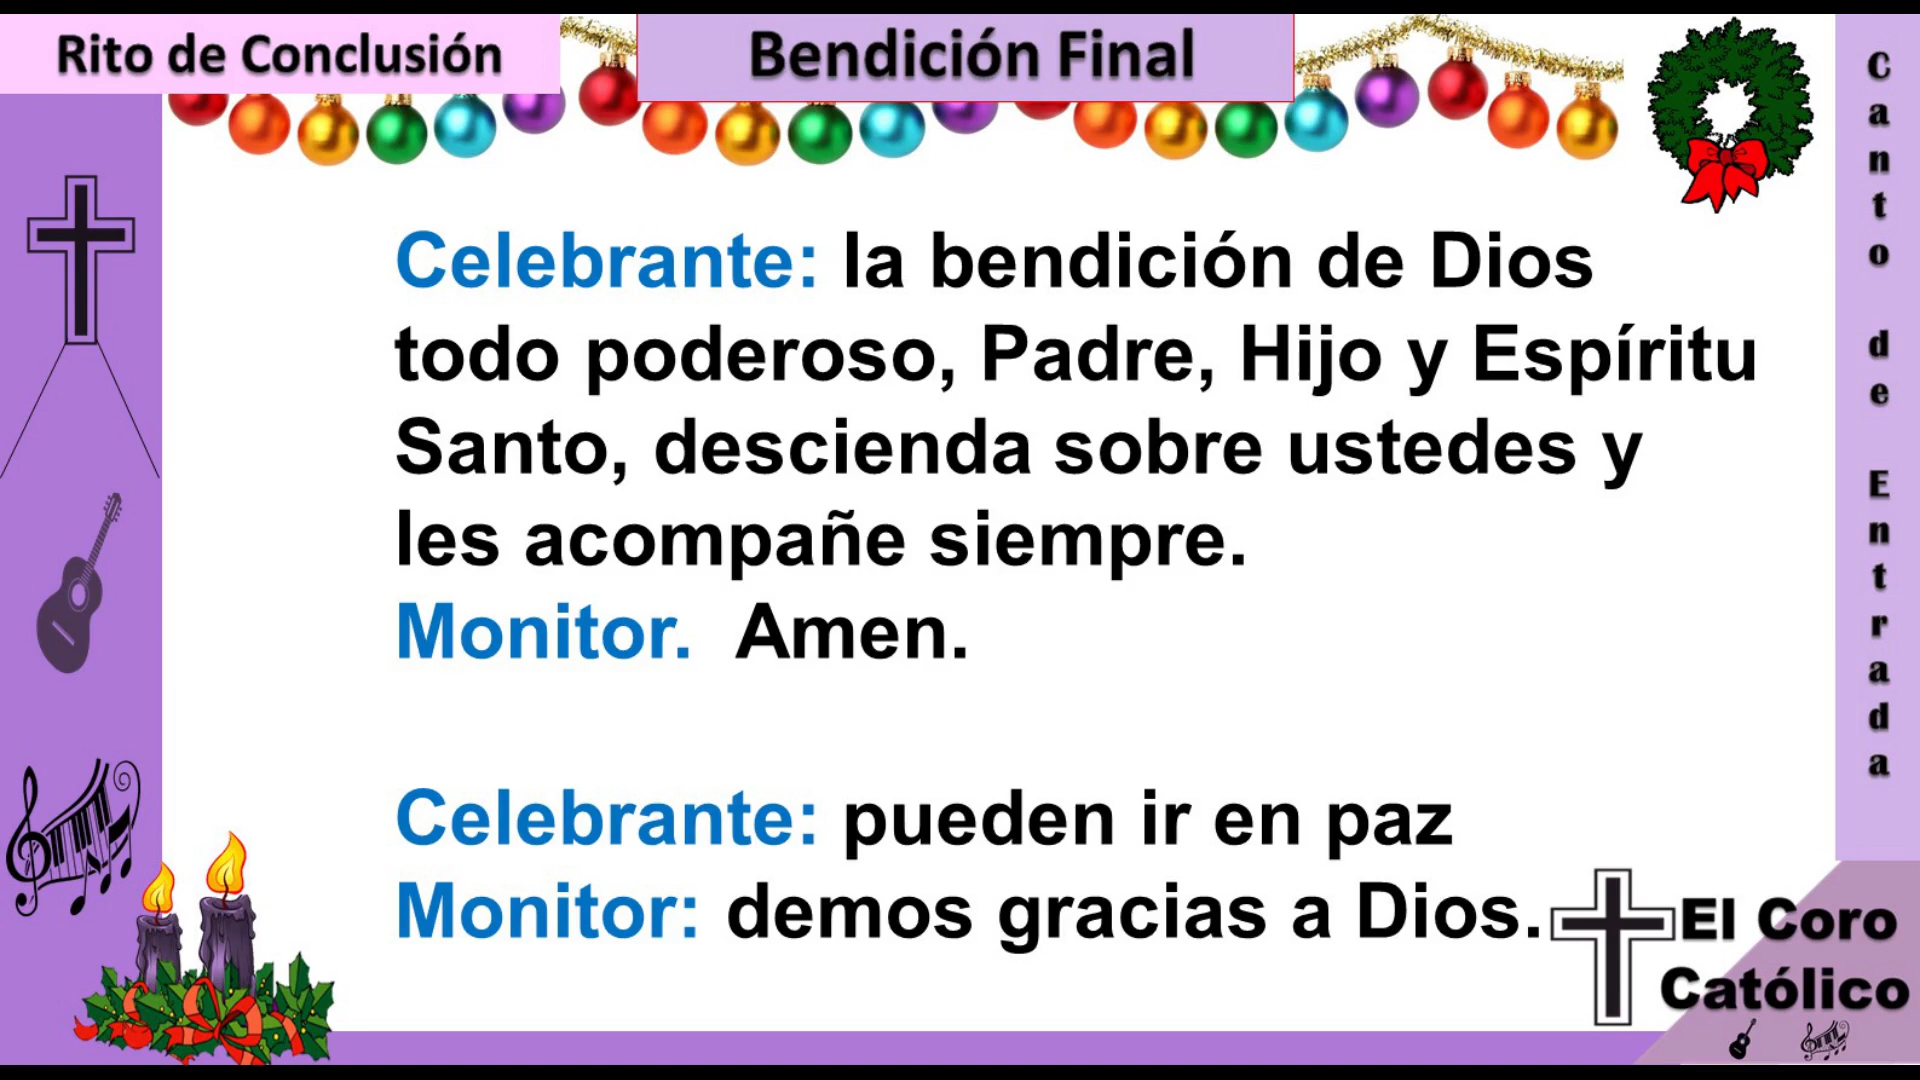 Rito de Conclusión
Bendición Final
Celebrante: la bendición de Dios
todo poderoso, Padre, Hijo y Espíritu
Santo, descienda sobre ustedes y
les acompañe siempre.
Monitor.  Amen.
Celebrante: pueden ir en paz
Monitor: demos gracias a Dios.
Canto de Entrada
El Coro
Católico